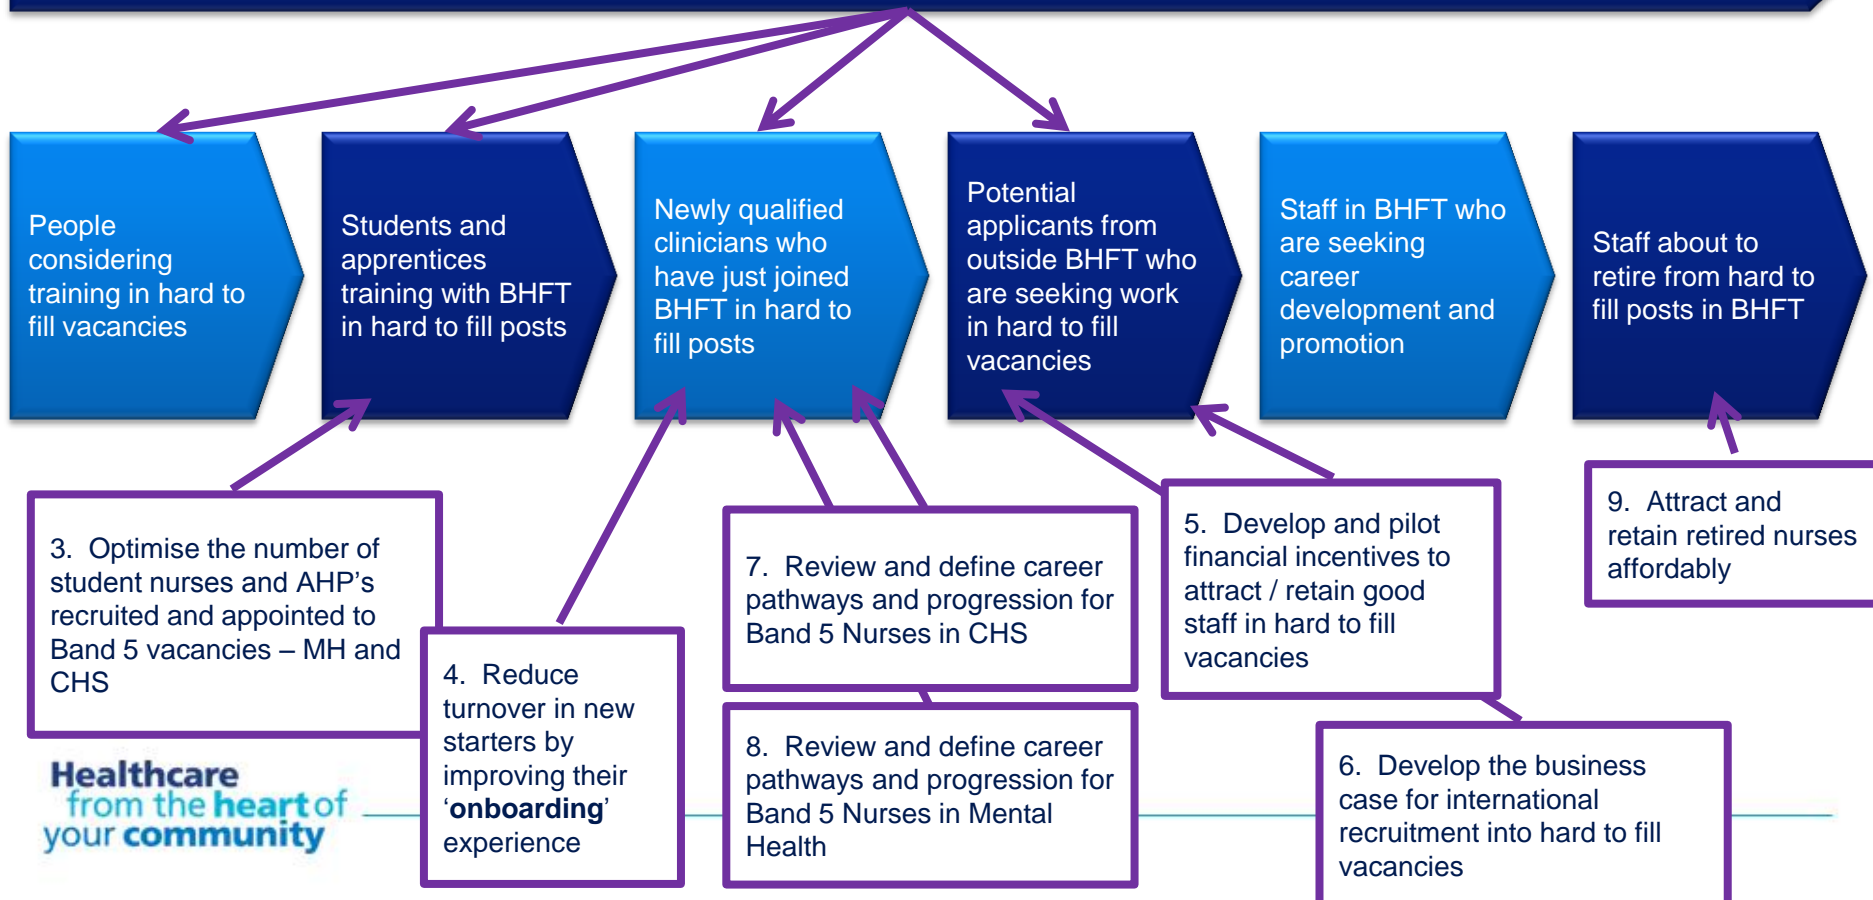 People
considering
training in hard to
fill vacancies
Students and
apprentices
training with BHFT
in hard to fill posts
Newly qualified
clinicians who
have just joined
BHFT in hard to
fill posts
Potential
applicants from
outside BHFT who
are seeking work
in hard to fill
vacancies
Staff in BHFT who
are seeking
career
development and
promotion
Staff about to
retire from hard to
fill posts in BHFT
3. Optimise the number of
student nurses and AHP’s
recruited and appointed to
Band 5 vacancies – MH and
CHS
4. Reduce
turnover in new
starters by
improving their
‘onboarding’
experience
7. Review and define career
pathways and progression for
Band 5 Nurses in CHS
8. Review and define career
pathways and progression for
Band 5 Nurses in Mental
Health
5. Develop and pilot
financial incentives to
attract / retain good
staff in hard to fill
vacancies
6. Develop the business
case for international
recruitment into hard to fill
vacancies
9. Attract and
retain retired nurses
affordably
Healthcare
from the heart of
your community